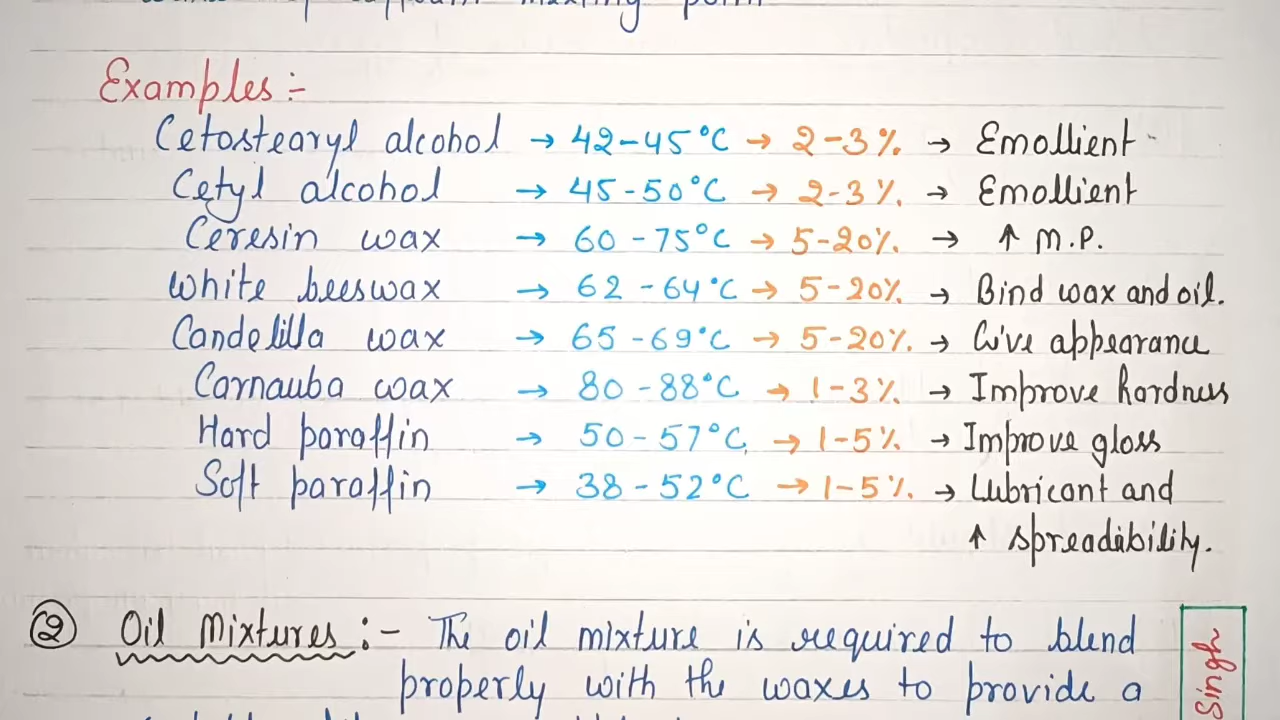 melting point
Examples :-
Cetostearyl alcohol → 42-45°C → 2-3% → Emollient
Cetyl alcohol → 45-50°C → 2-3% → Emollient
Ceresin wax → 60-75°C → 5-20% → ↑ M.P.
White beeswax → 62-64°C → 5-20% → Bind wax and oil.
Candelilla wax → 65-69°C → 5-20% → Give appearance
Carnauba wax → 80-88°C → 1-3% → Improve hardness
Hard paraffin → 50-57°C → 1-5% → Improve gloss
Soft paraffin → 38-52°C → 1-5% → Lubricant and
↑ spreadibility.
② Oil Mixtures :- The oil mixture is required to blend
properly with the waxes to provide a
Singh